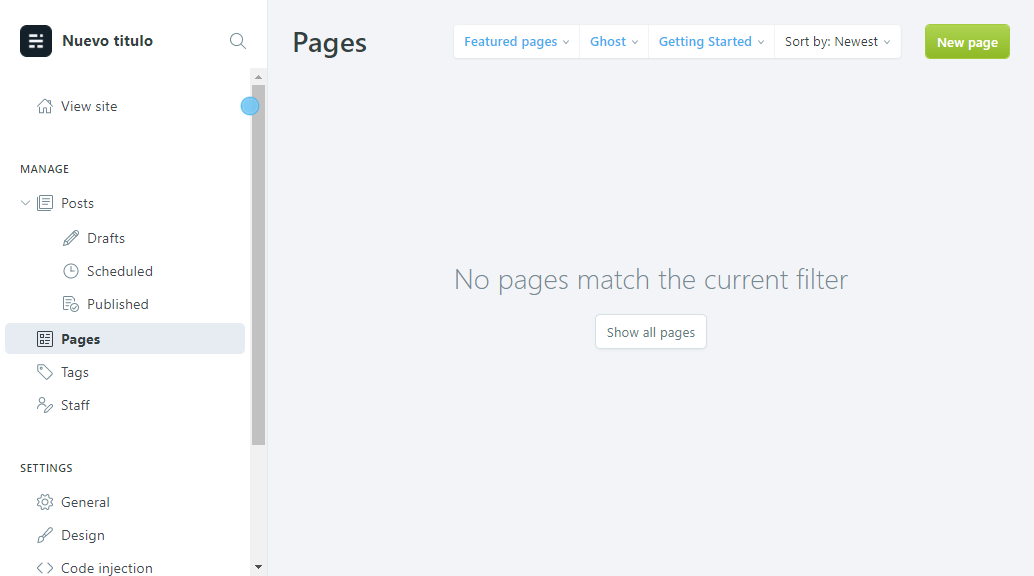 Nuevo titulo
View site
MANAGE
Posts
Drafts
Scheduled
Published
Pages
Tags
Staff
SETTINGS
General
Design
Code injection
Pages
Featured pages
Ghost
Getting Started
Sort by: Newest
New page
No pages match the current filter
Show all pages